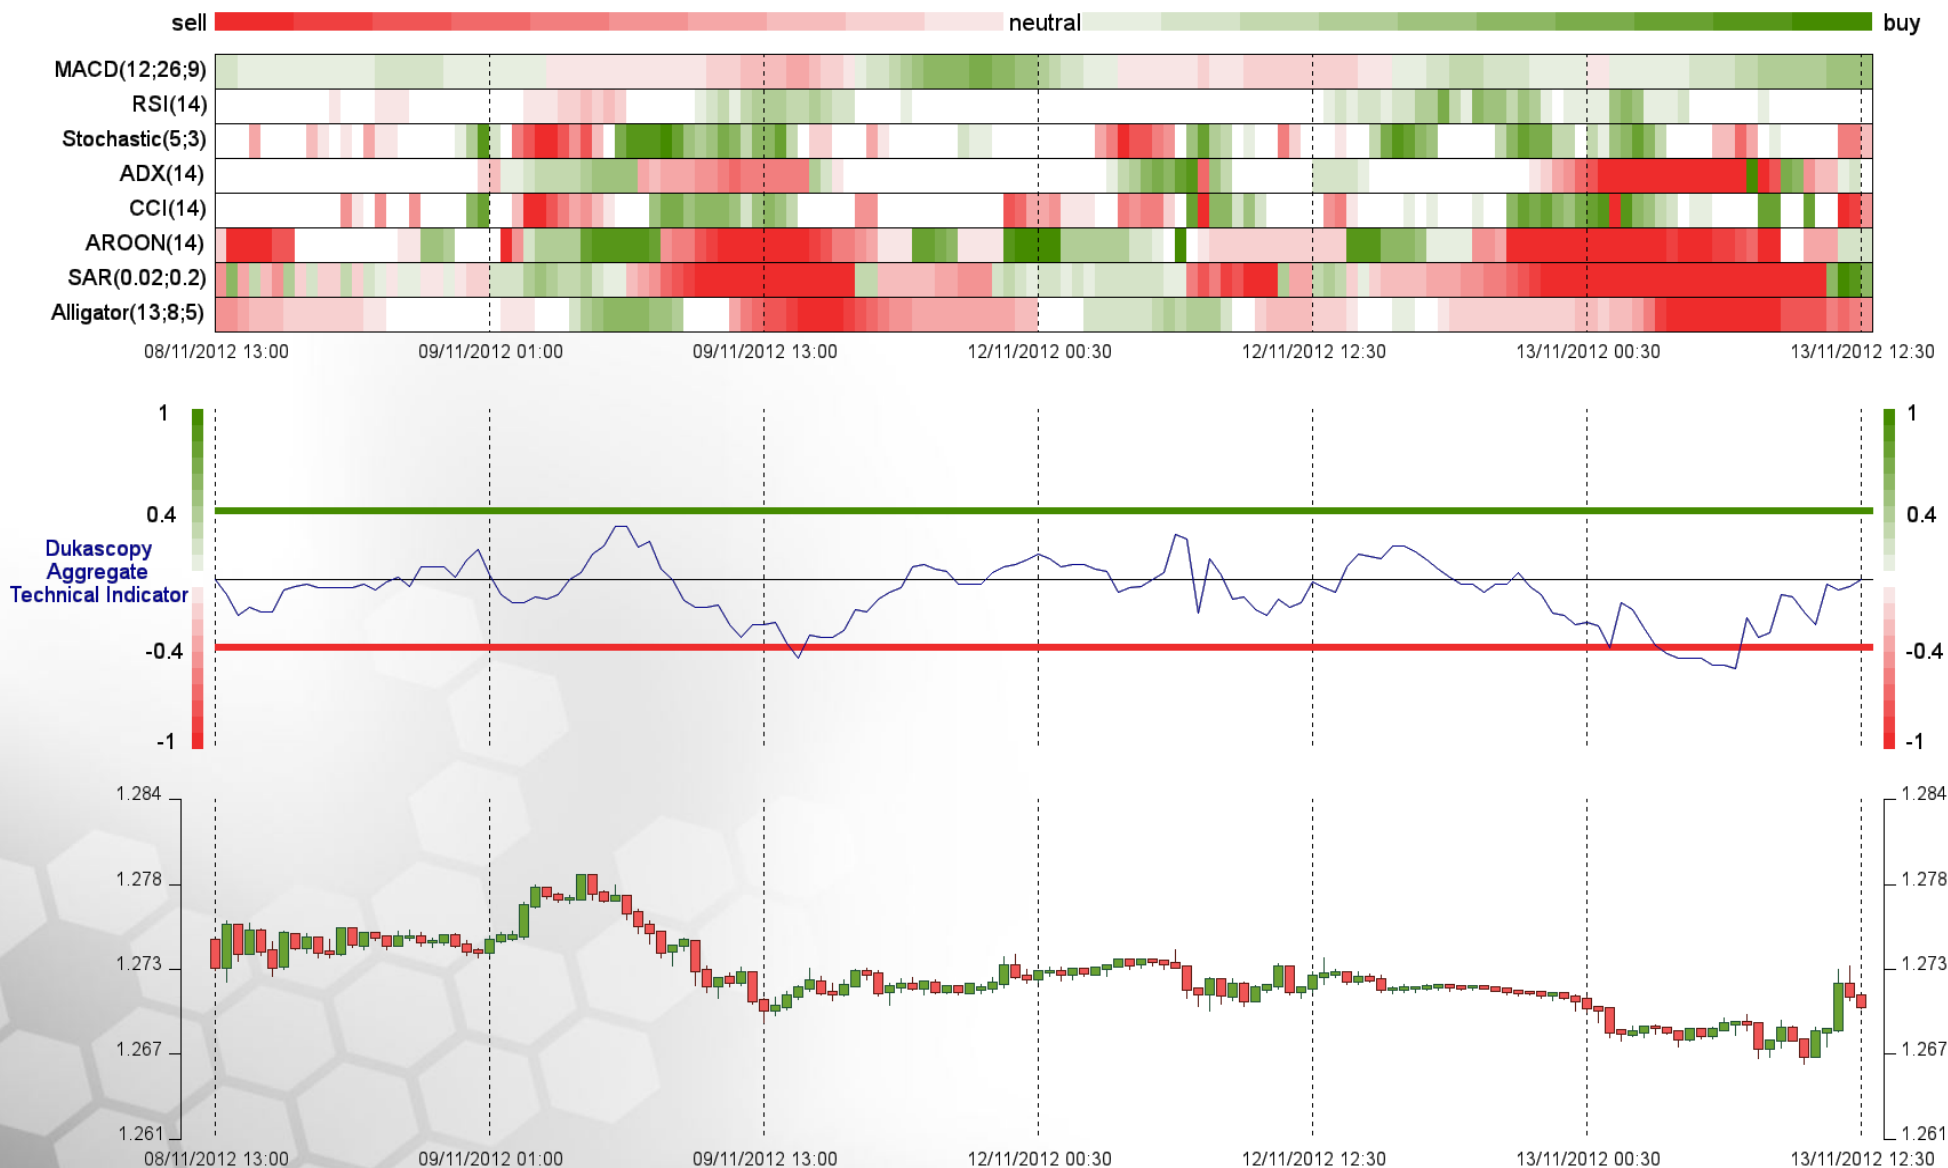 sell neutral buy
MACD(12;26;9)
RSI(14)
Stochastic(5;3)
ADX(14)
CCI(14)
AROON(14)
SAR(0.02;0.2)
Alligator(13;8;5)
08/11/2012 13:00 09/11/2012 01:00 09/11/2012 13:00 12/11/2012 00:30 12/11/2012 12:30 13/11/2012 00:30 13/11/2012 12:30
1 1
0.4 0.4
Dukascopy
Aggregate
Technical Indicator
-0.4 -0.4
-1 -1
1.284 1.284
1.278 1.278
1.273 1.273
1.267 1.267
1.261 1.261
08/11/2012 13:00 09/11/2012 01:00 09/11/2012 13:00 12/11/2012 00:30 12/11/2012 12:30 13/11/2012 00:30 13/11/2012 12:30